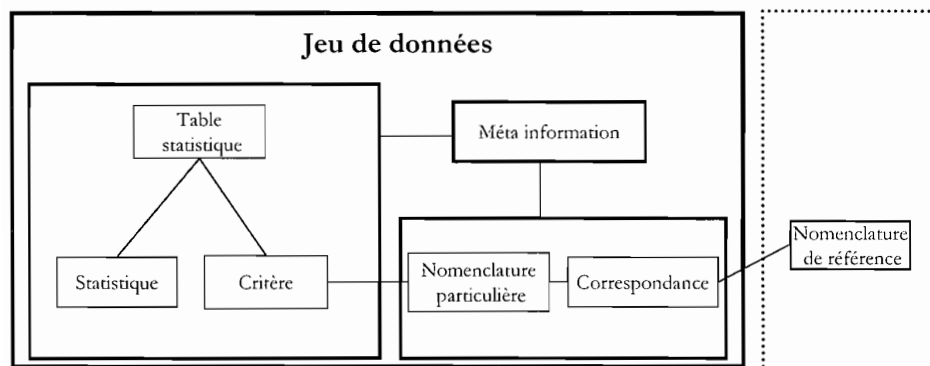 Jeu de données
Table
statistique
Méta information
Statistique
Critère
Nomenclature
particulière
Correspondance
Nomenclature
de référence